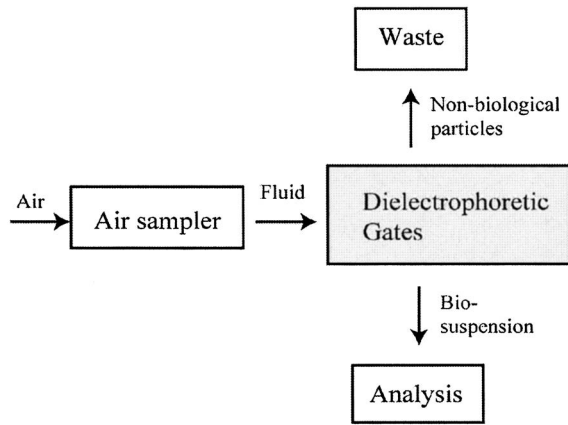 Waste
Non-biological
particles
Air
Air sampler
Fluid
Dielectrophoretic
Gates
Bio-
suspension
Analysis